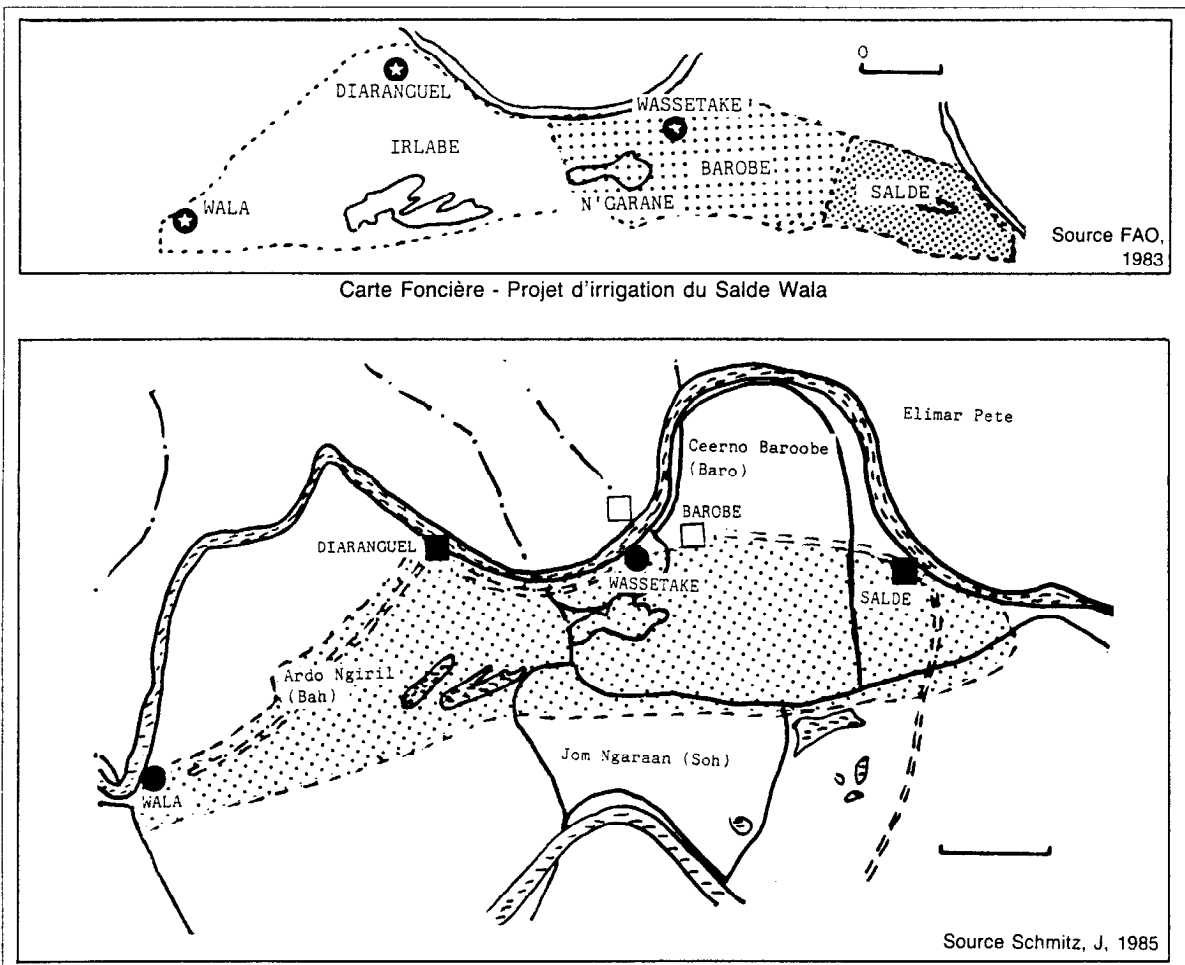 O
DIARANGUEL
WASSETAKE
IRLABE
BAROBE
SALDE
N'GARANE
WALA
Source FAO,
1983
Carte Foncière - Projet d'irrigation du Salde Wala
Elimar Pete
Ceerno Baroobe
(Baro)
BAROBE
DIARANGUEL
WASSETAKE
SALDE
Ardo Ngiril
(Bah)
Jom Ngaraan (Soh)
WALA
Source Schmitz, J, 1985